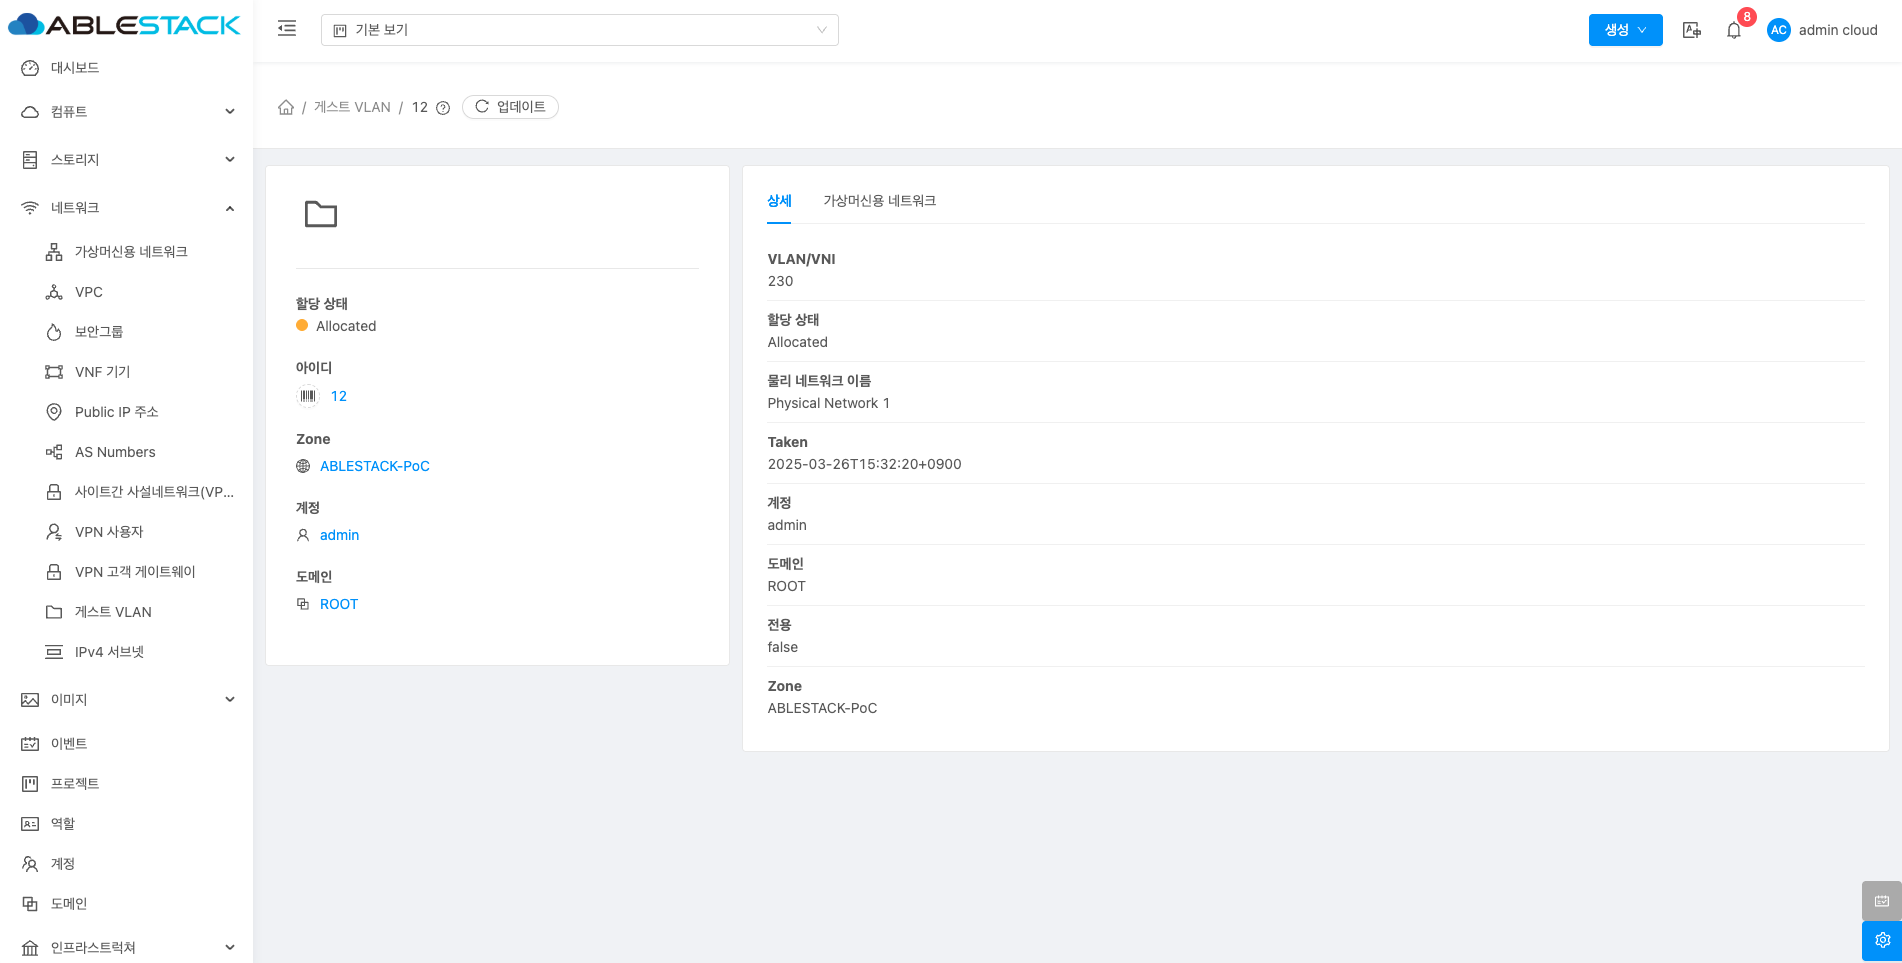 ABLESTACK
기본 보기
생성
8
AC
admin cloud
대시보드
컴퓨트
스토리지
네트워크
가상머신용 네트워크
VPC
보안그룹
VNF 기기
Public IP 주소
AS Numbers
사이트간 사설네트워크(VP...
VPN 사용자
VPN 고객 게이트웨이
게스트 VLAN
IPv4 서브넷
이미지
이벤트
프로젝트
역할
계정
도메인
인프라스트럭쳐
/ 게스트 VLAN / 12
업데이트
할당 상태
Allocated
아이디
12
Zone
ABLESTACK-PoC
계정
admin
도메인
ROOT
상세
가상머신용 네트워크
VLAN/VNI
230
할당 상태
Allocated
물리 네트워크 이름
Physical Network 1
Taken
2025-03-26T15:32:20+0900
계정
admin
도메인
ROOT
전용
false
Zone
ABLESTACK-PoC